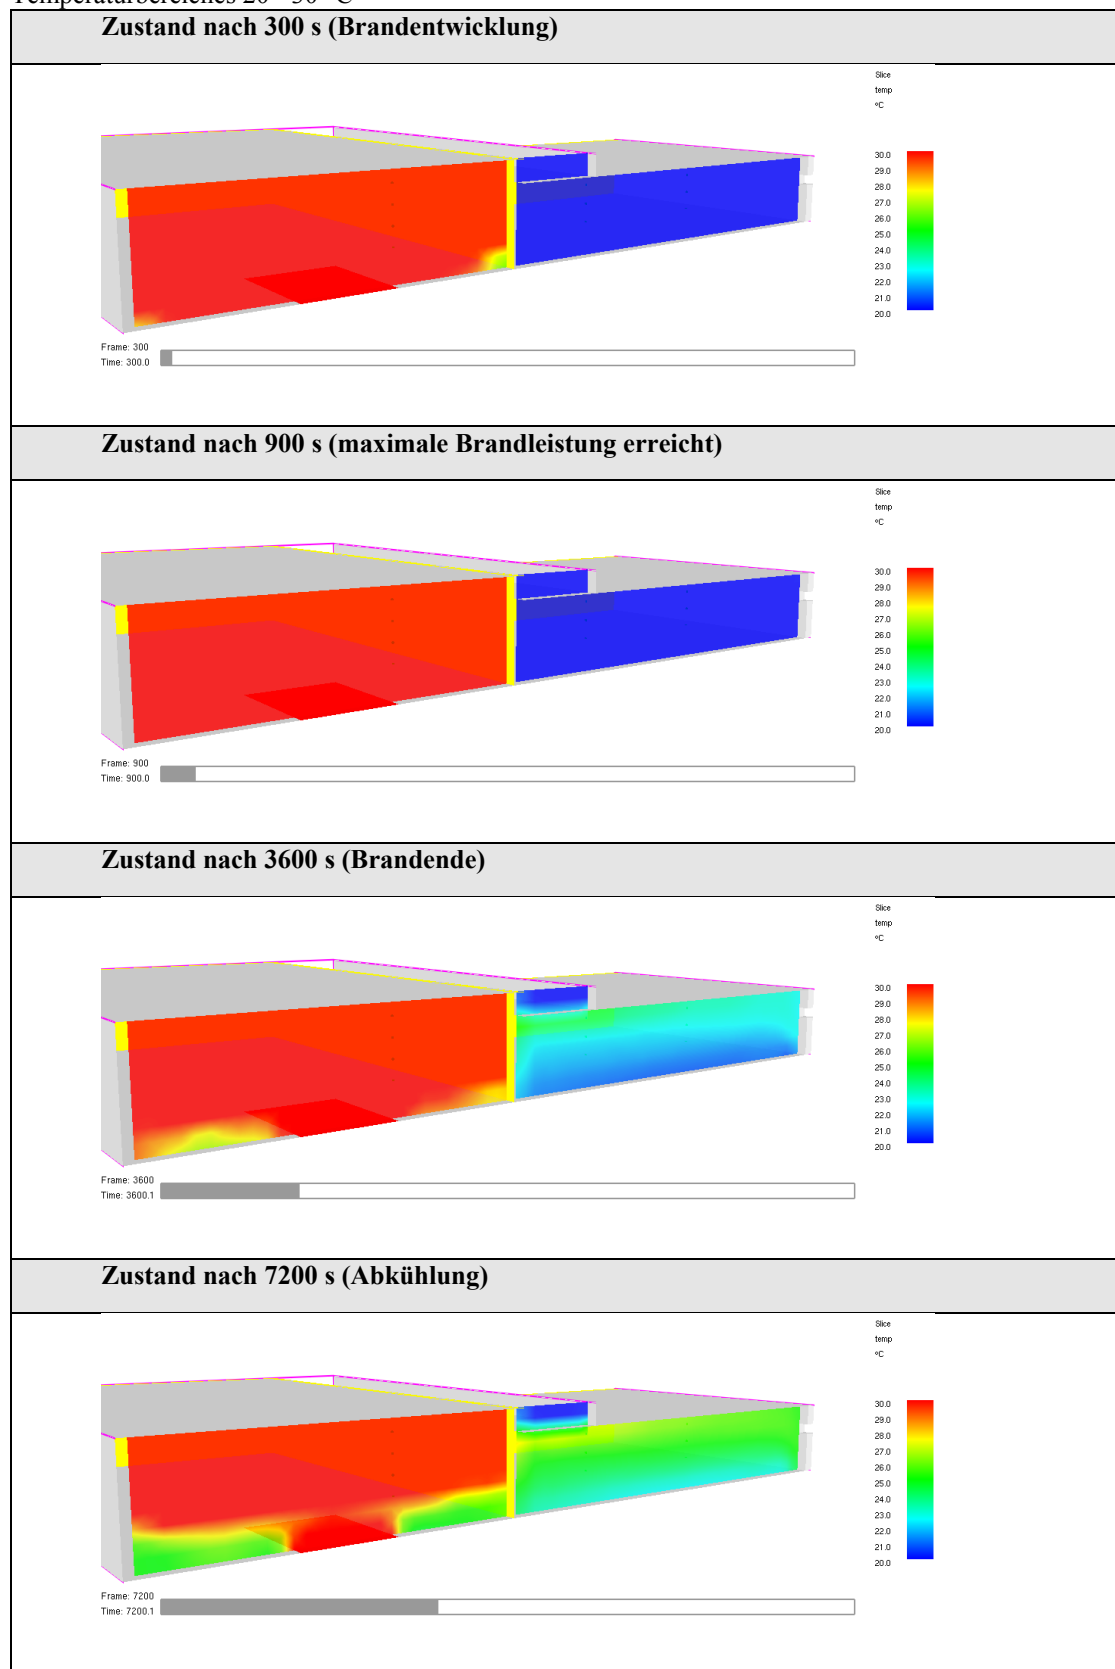 Temperaturbereiches 20 - 30 °C
Zustand nach 300 s (Brandentwicklung)
Slice
temp
°C
30.0
29.0
28.0
27.0
26.0
25.0
24.0
23.0
22.0
21.0
20.0
Frame: 300
Time: 300.0
Zustand nach 900 s (maximale Brandleistung erreicht)
Slice
temp
°C
30.0
29.0
28.0
27.0
26.0
25.0
24.0
23.0
22.0
21.0
20.0
Frame: 900
Time: 900.0
Zustand nach 3600 s (Brandende)
Slice
temp
°C
30.0
29.0
28.0
27.0
26.0
25.0
24.0
23.0
22.0
21.0
20.0
Frame: 3600
Time: 3600.1
Zustand nach 7200 s (Abkühlung)
Slice
temp
°C
30.0
29.0
28.0
27.0
26.0
25.0
24.0
23.0
22.0
21.0
20.0
Frame: 7200
Time: 7200.1